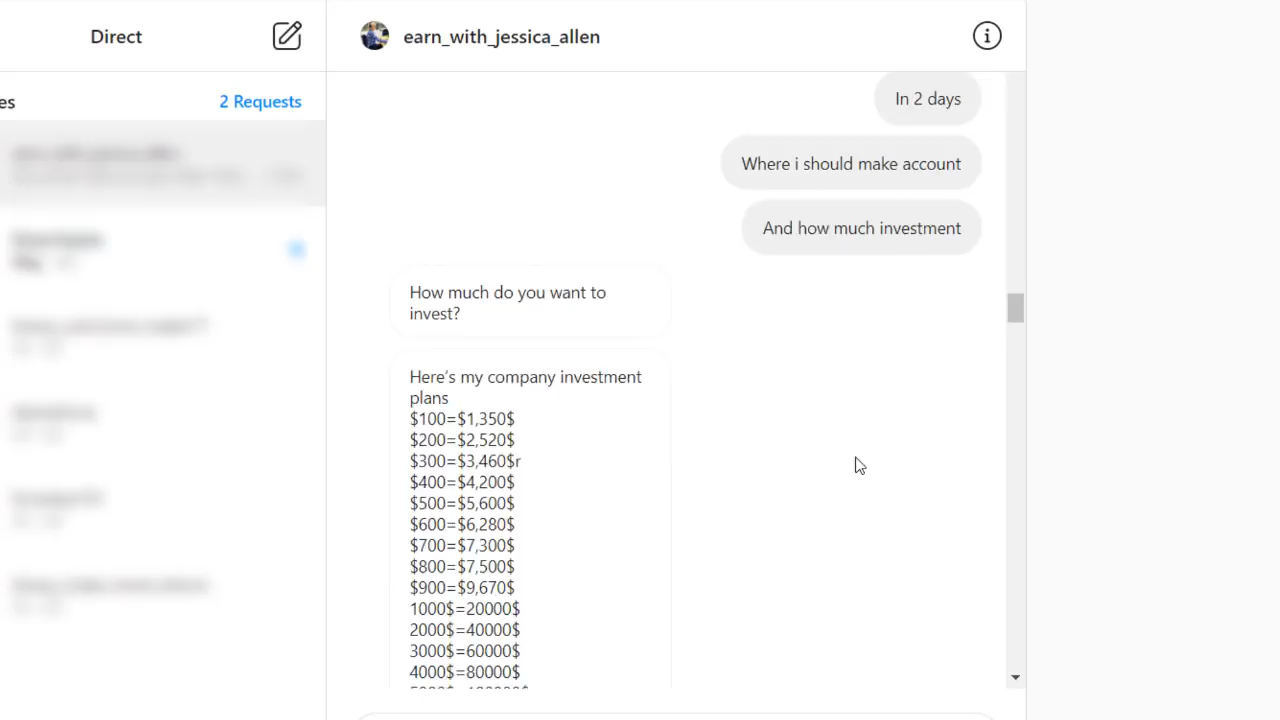 Direct
earn_with_jessica_allen
es
2 Requests
In 2 days
Where i should make account
And how much investment
How much do you want to
invest?
Here's my company investment
plans
$100=$1,350$
$200=$2,520$
$300=$3,460$r
$400=$4,200$
$500=$5,600$
$600=$6,280$
$700=$7,300$
$800=$7,500$
$900=$9,670$
1000$=20000$
2000$=40000$
3000$=60000$
4000$=80000$